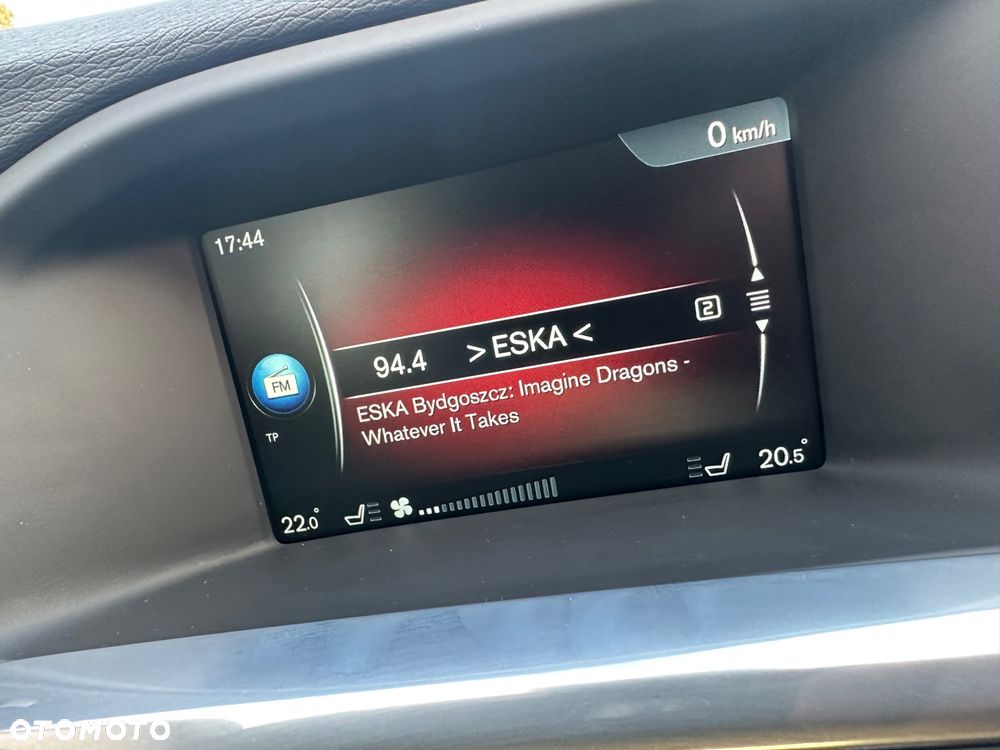 0 km/h
17:44
94.4 > ESKA < 2
FM
ESKA Bydgoszcz: Imagine Dragons -
Whatever It Takes
TP
22.0° 20.5°
OTOMOTO